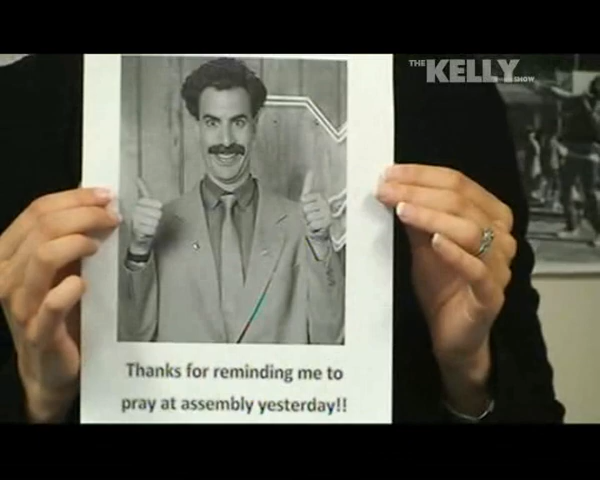 THE KELLY SHOW
Thanks for reminding me to
pray at assembly yesterday!!